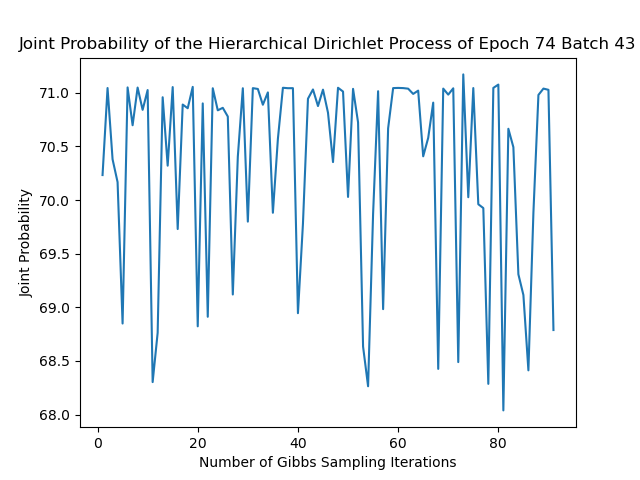 Joint Probability of the Hierarchical Dirichlet Process of Epoch 74 Batch 43
71.0
70.5
70.0
69.5
69.0
68.5
68.0
Joint Probability
0 20 40 60 80
Number of Gibbs Sampling Iterations